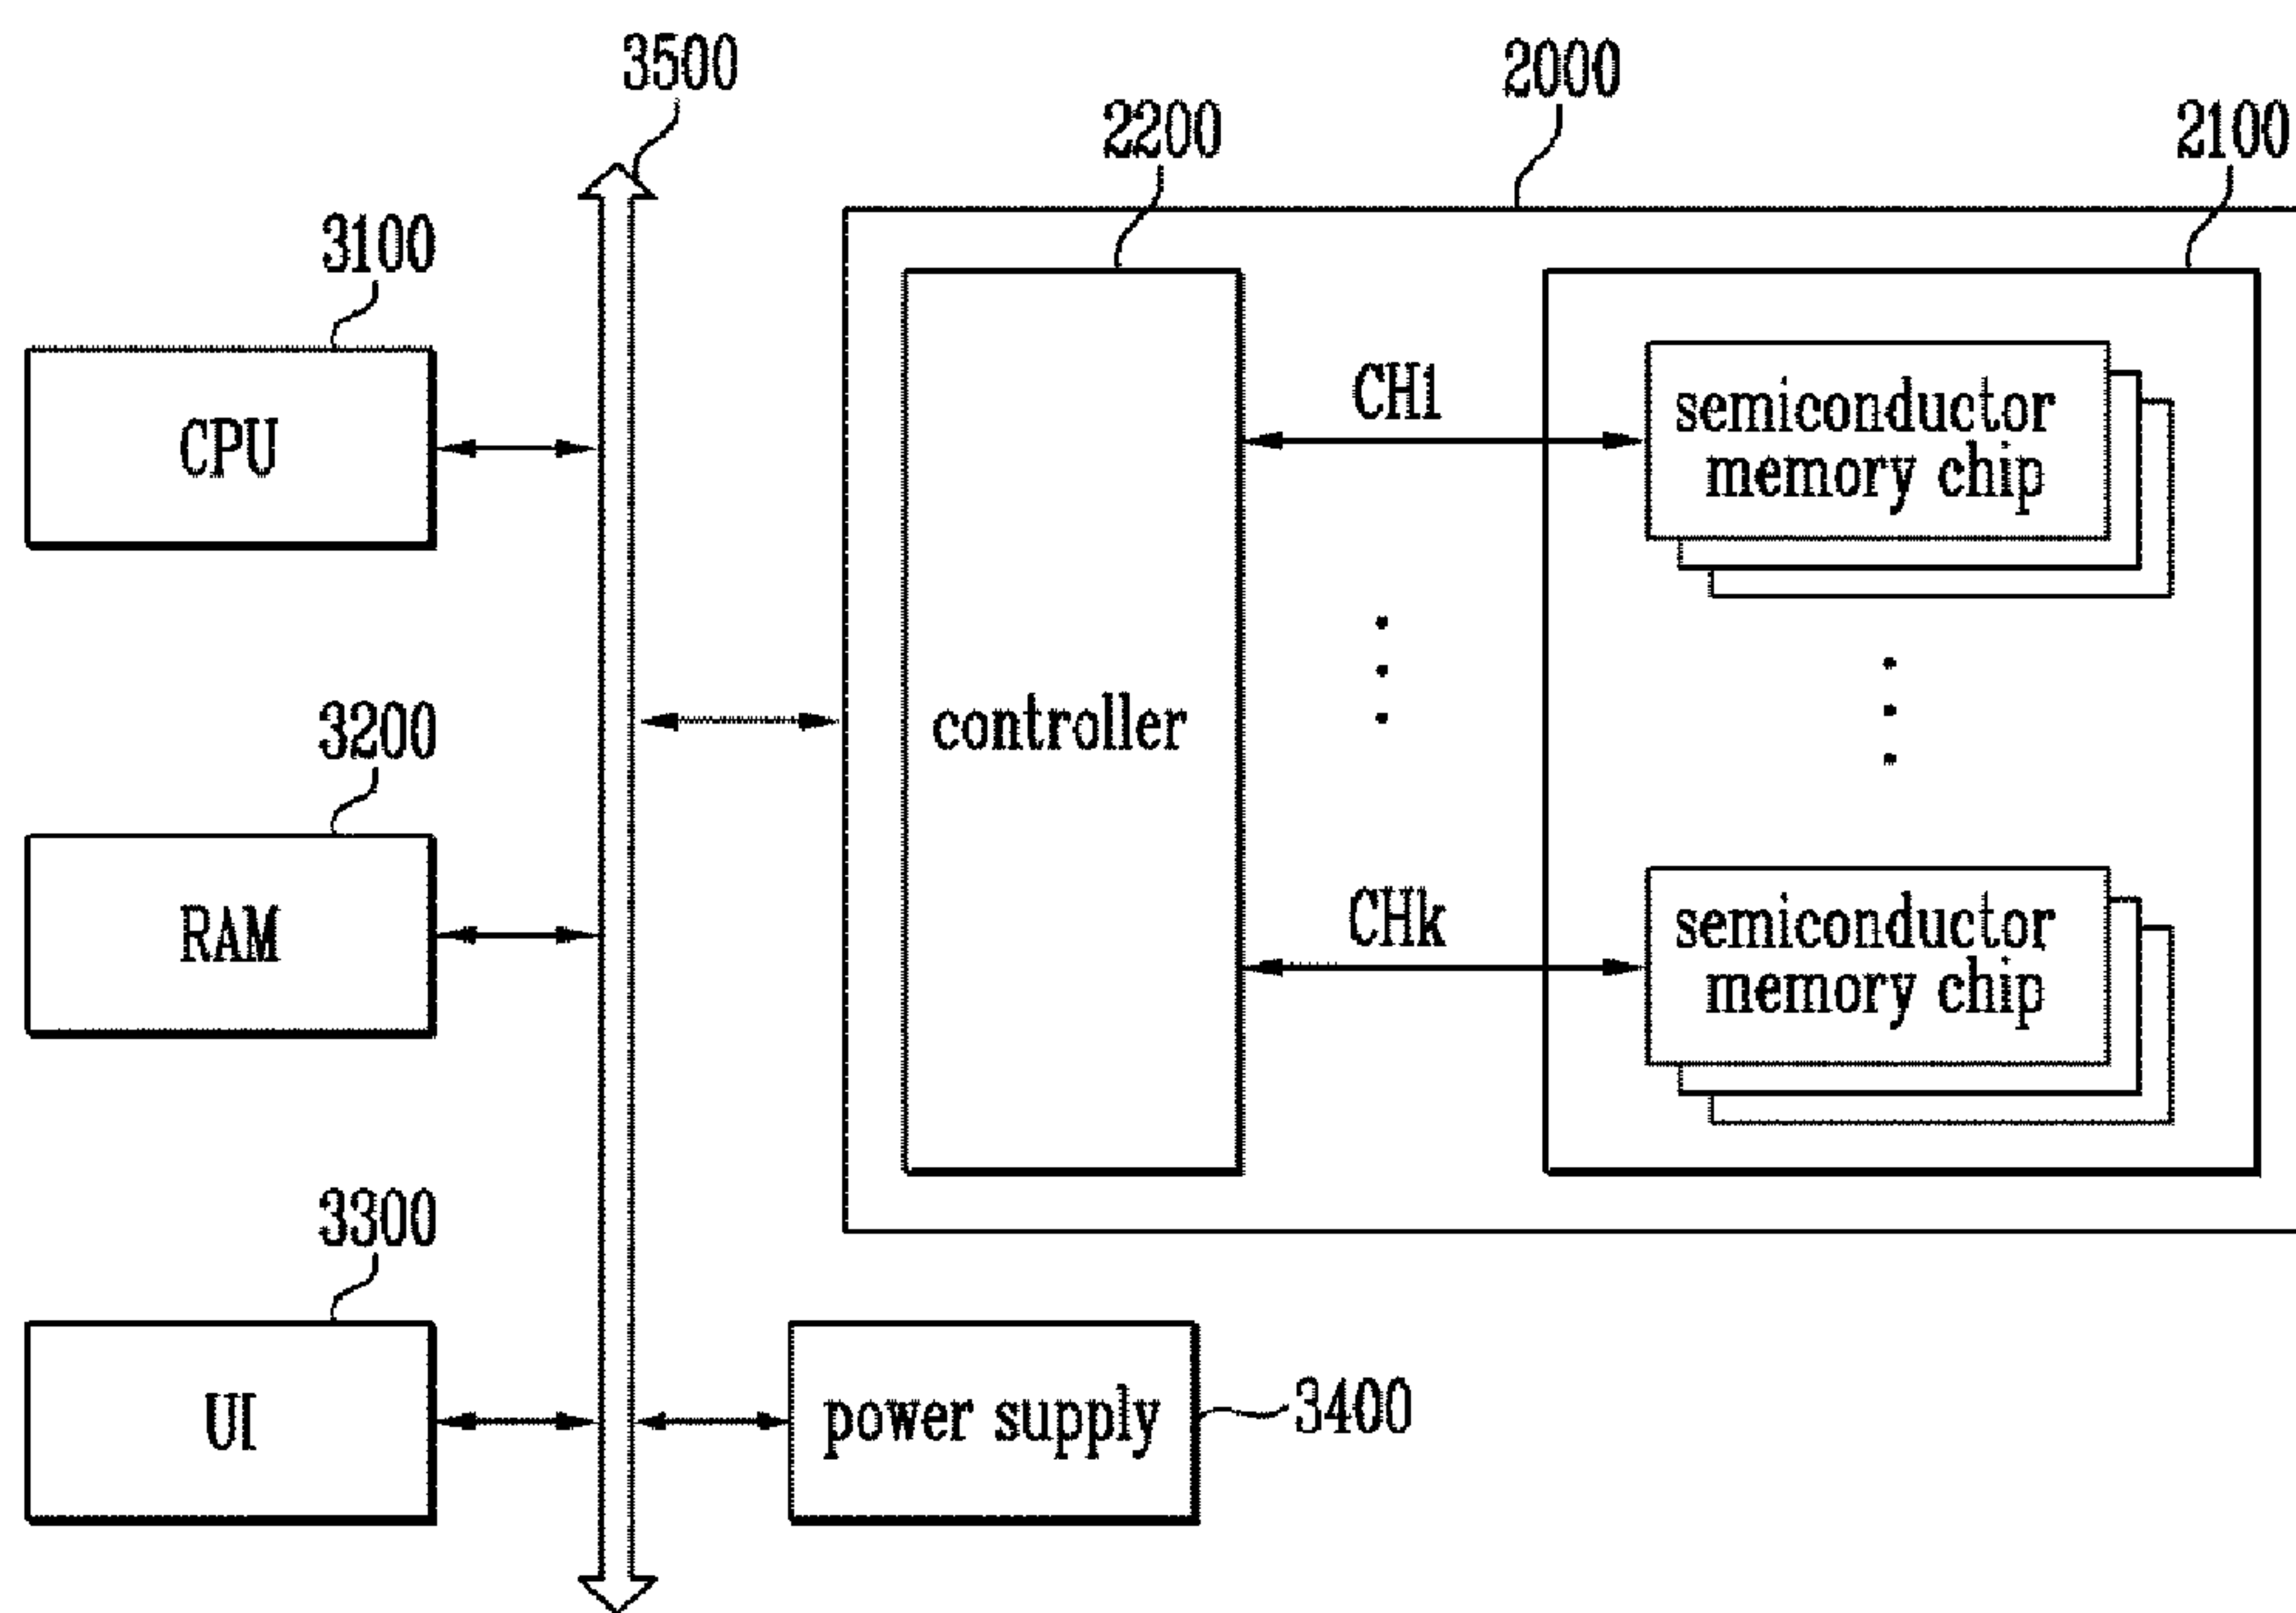 3500
2000
2200
2100
3100
CPU
CH1
semiconductor
memory chip
3200
controller
RAM
CHk
semiconductor
memory chip
3300
UI
power supply
3400